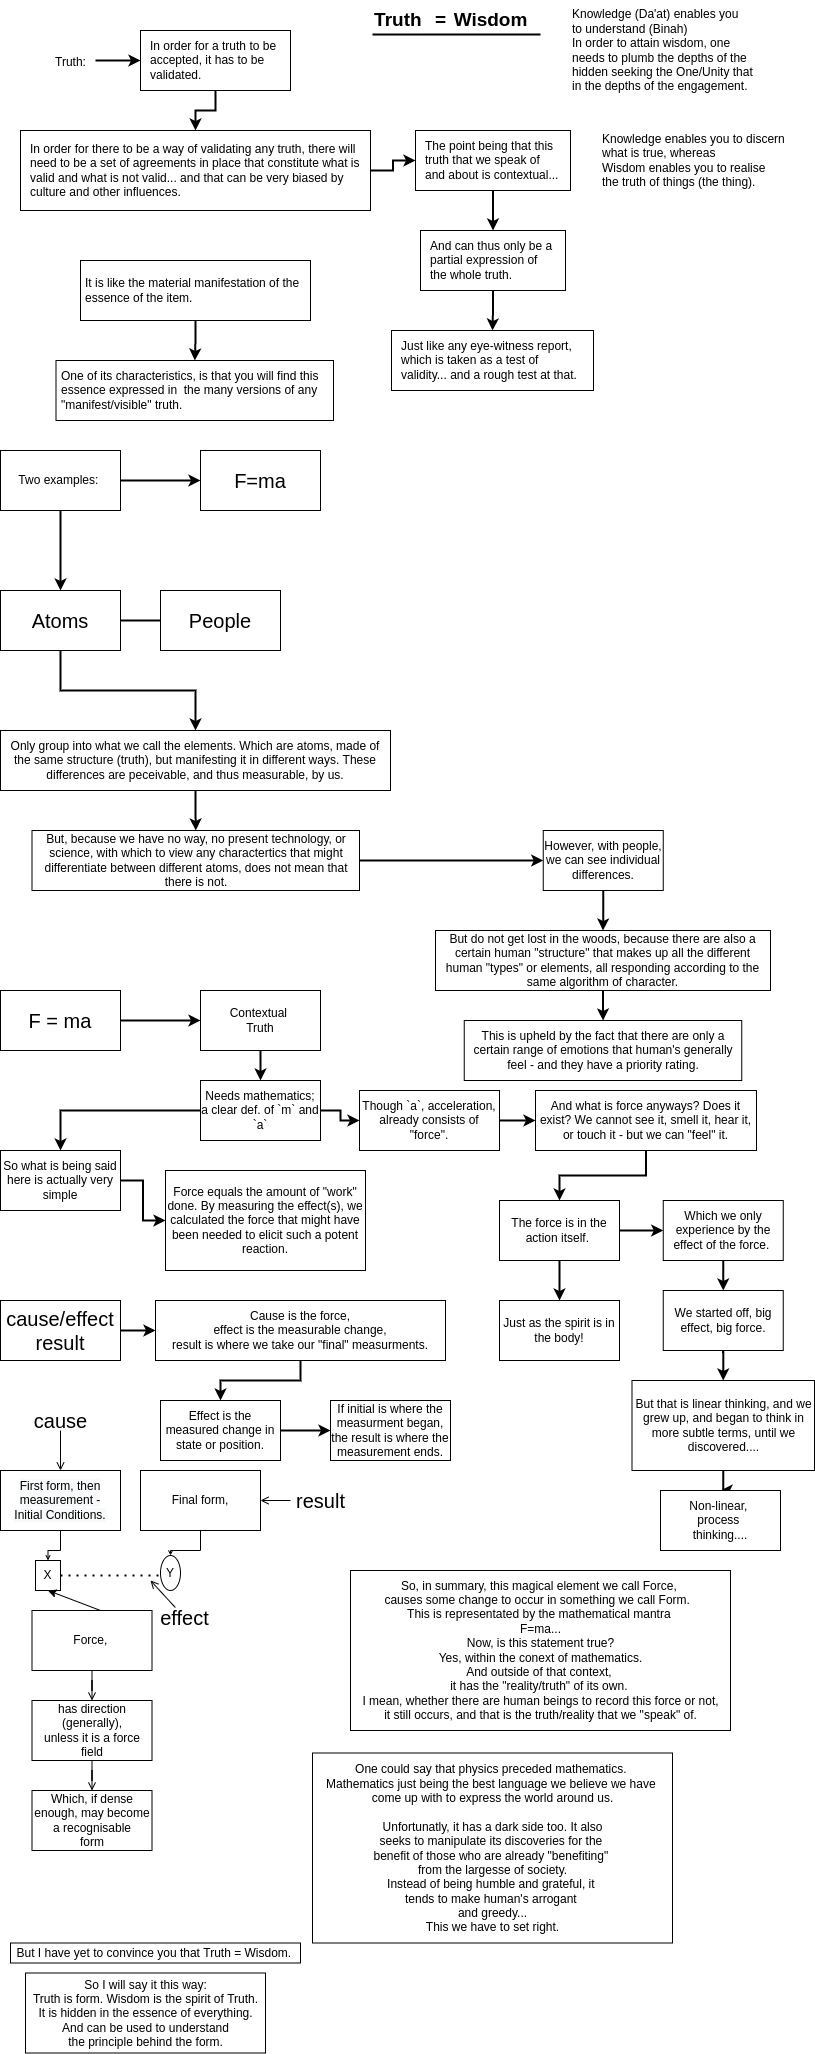 Truth = Wisdom
Knowledge (Da'at) enables you
to understand (Binah)
In order to attain wisdom, one
needs to plumb the depths of the
hidden seeking the One/Unity that
in the depths of the engagement.
Truth:
In order for a truth to be
accepted, it has to be
validated.
In order for there to be a way of validating any truth, there will
need to be a set of agreements in place that constitute what is
valid and what is not valid... and that can be very biased by
culture and other influences.
The point being that this
truth that we speak of
and about is contextual...
Knowledge enables you to discern
what is true, whereas
Wisdom enables you to realise
the truth of things (the thing).
And can thus only be a
partial expression of
the whole truth.
It is like the material manifestation of the
essence of the item.
Just like any eye-witness report,
which is taken as a test of
validity... and a rough test at that.
One of its characteristics, is that you will find this
essence expressed in the many versions of any
"manifest/visible" truth.
Two examples:
F=ma
Atoms
People
Only group into what we call the elements. Which are atoms, made of
the same structure (truth), but manifesting it in different ways. These
differences are peceivable, and thus measurable, by us.
But, because we have no way, no present technology, or
science, with which to view any charactertics that might
differentiate between different atoms, does not mean that
there is not.
However, with people,
we can see individual
differences.
But do not get lost in the woods, because there are also a
certain human "structure" that makes up all the different
human "types" or elements, all responding according to the
same algorithm of character.
F = ma
Contextual
Truth
This is upheld by the fact that there are only a
certain range of emotions that human's generally
feel - and they have a priority rating.
Needs mathematics;
a clear def. of `m` and
`a`
Though `a`, acceleration,
already consists of
"force".
And what is force anyways? Does it
exist? We cannot see it, smell it, hear it,
or touch it - but we can "feel" it.
So what is being said
here is actually very
simple
Force equals the amount of "work"
done. By measuring the effect(s), we
calculated the force that might have
been needed to elicit such a potent
reaction.
The force is in the
action itself.
Which we only
experience by the
effect of the force.
cause/effect
result
Cause is the force,
effect is the measurable change,
result is where we take our "final" measurments.
Just as the spirit is in
the body!
We started off, big
effect, big force.
Effect is the
measured change in
state or position.
If initial is where the
measurment began,
the result is where the
measurement ends.
But that is linear thinking, and we
grew up, and began to think in
more subtle terms, until we
discovered....
cause
First form, then
measurement -
Initial Conditions.
Final form,
result
Non-linear,
process
thinking....
X
Y
effect
Force,
has direction
(generally),
unless it is a force
field
Which, if dense
enough, may become
a recognisable
form
So, in summary, this magical element we call Force,
causes some change to occur in something we call Form.
This is representated by the mathematical mantra
F=ma...
Now, is this statement true?
Yes, within the conext of mathematics.
And outside of that context,
it has the "reality/truth" of its own.
I mean, whether there are human beings to record this force or not,
it still occurs, and that is the truth/reality that we "speak" of.
One could say that physics preceded mathematics.
Mathematics just being the best language we believe we have
come up with to express the world around us.
Unfortunatly, it has a dark side too. It also
seeks to manipulate its discoveries for the
benefit of those who are already "benefiting"
from the largesse of society.
Instead of being humble and grateful, it
tends to make human's arrogant
and greedy...
This we have to set right.
But I have yet to convince you that Truth = Wisdom.
So I will say it this way:
Truth is form. Wisdom is the spirit of Truth.
It is hidden in the essence of everything.
And can be used to understand
the principle behind the form.